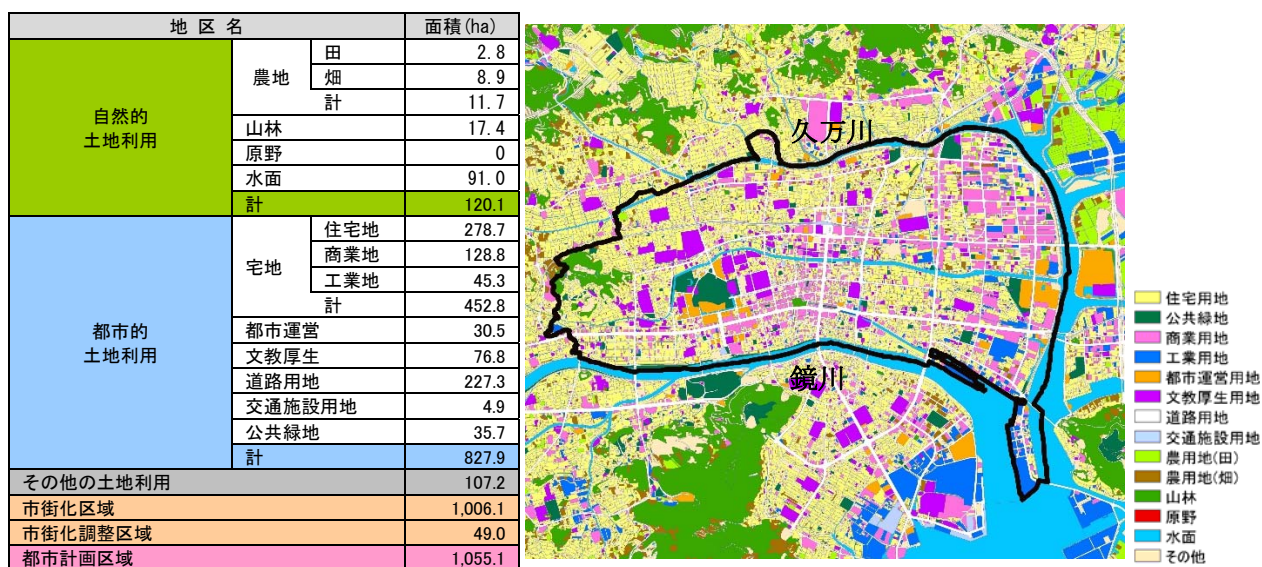 地 区 名 面積(ha)
自然的
土地利用
農地 田 2.8
畑 8.9
計 11.7
山林 17.4
原野 0
水面 91.0
計 120.1
都市的
土地利用
宅地 住宅地 278.7
商業地 128.8
工業地 45.3
計 452.8
都市運営 30.5
文教厚生 76.8
道路用地 227.3
交通施設用地 4.9
公共緑地 35.7
計 827.9
その他の土地利用 107.2
市街化区域 1,006.1
市街化調整区域 49.0
都市計画区域 1,055.1
久万川
鏡川
住宅用地
公共緑地
商業用地
工業用地
都市運営用地
文教厚生用地
道路用地
交通施設用地
農用地(田)
農用地(畑)
山林
原野
水面
その他